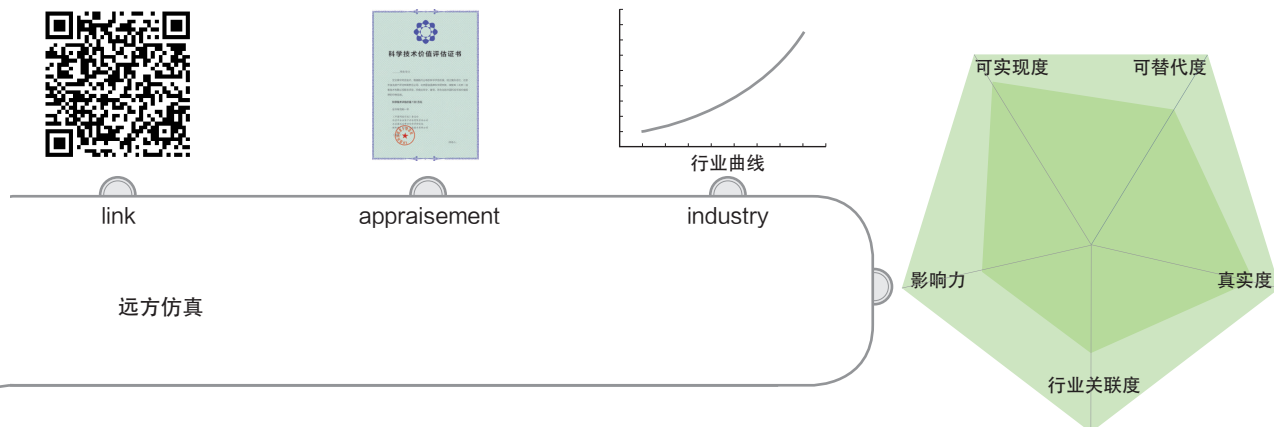 科学技术价值评估证书
行业曲线
可实现度
可替代度
link
appraisement
industry
影响力
真实度
远方仿真
行业关联度